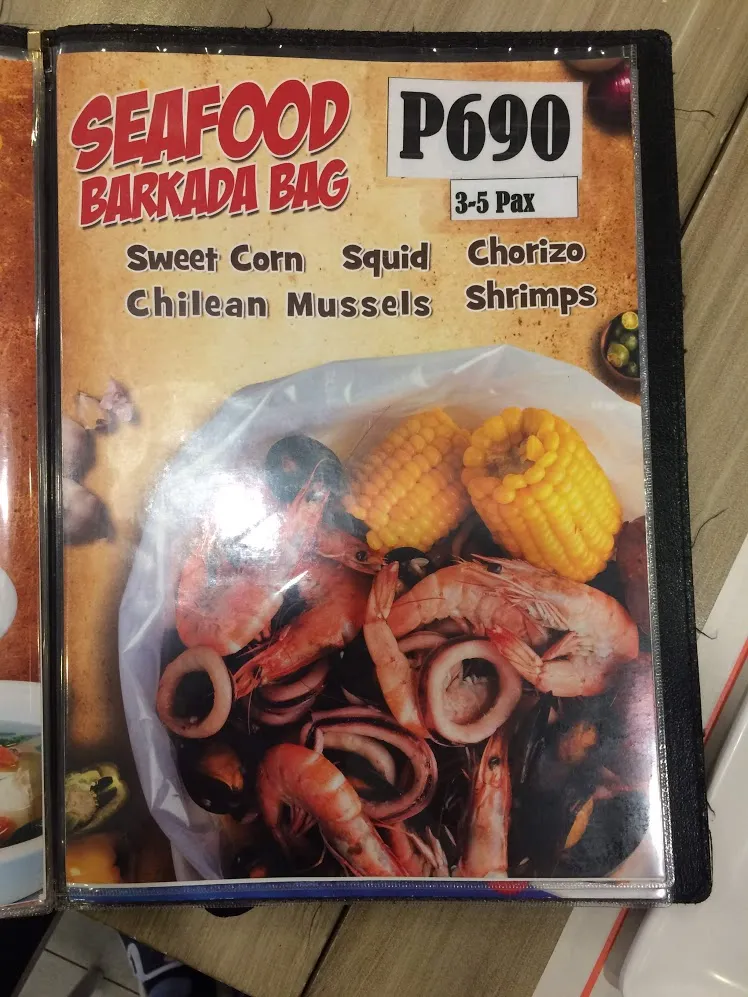 SEAFOOD
BARKADA BAG
P690
3-5 Pax
Sweet Corn Squid Chorizo
Chilean Mussels Shrimps